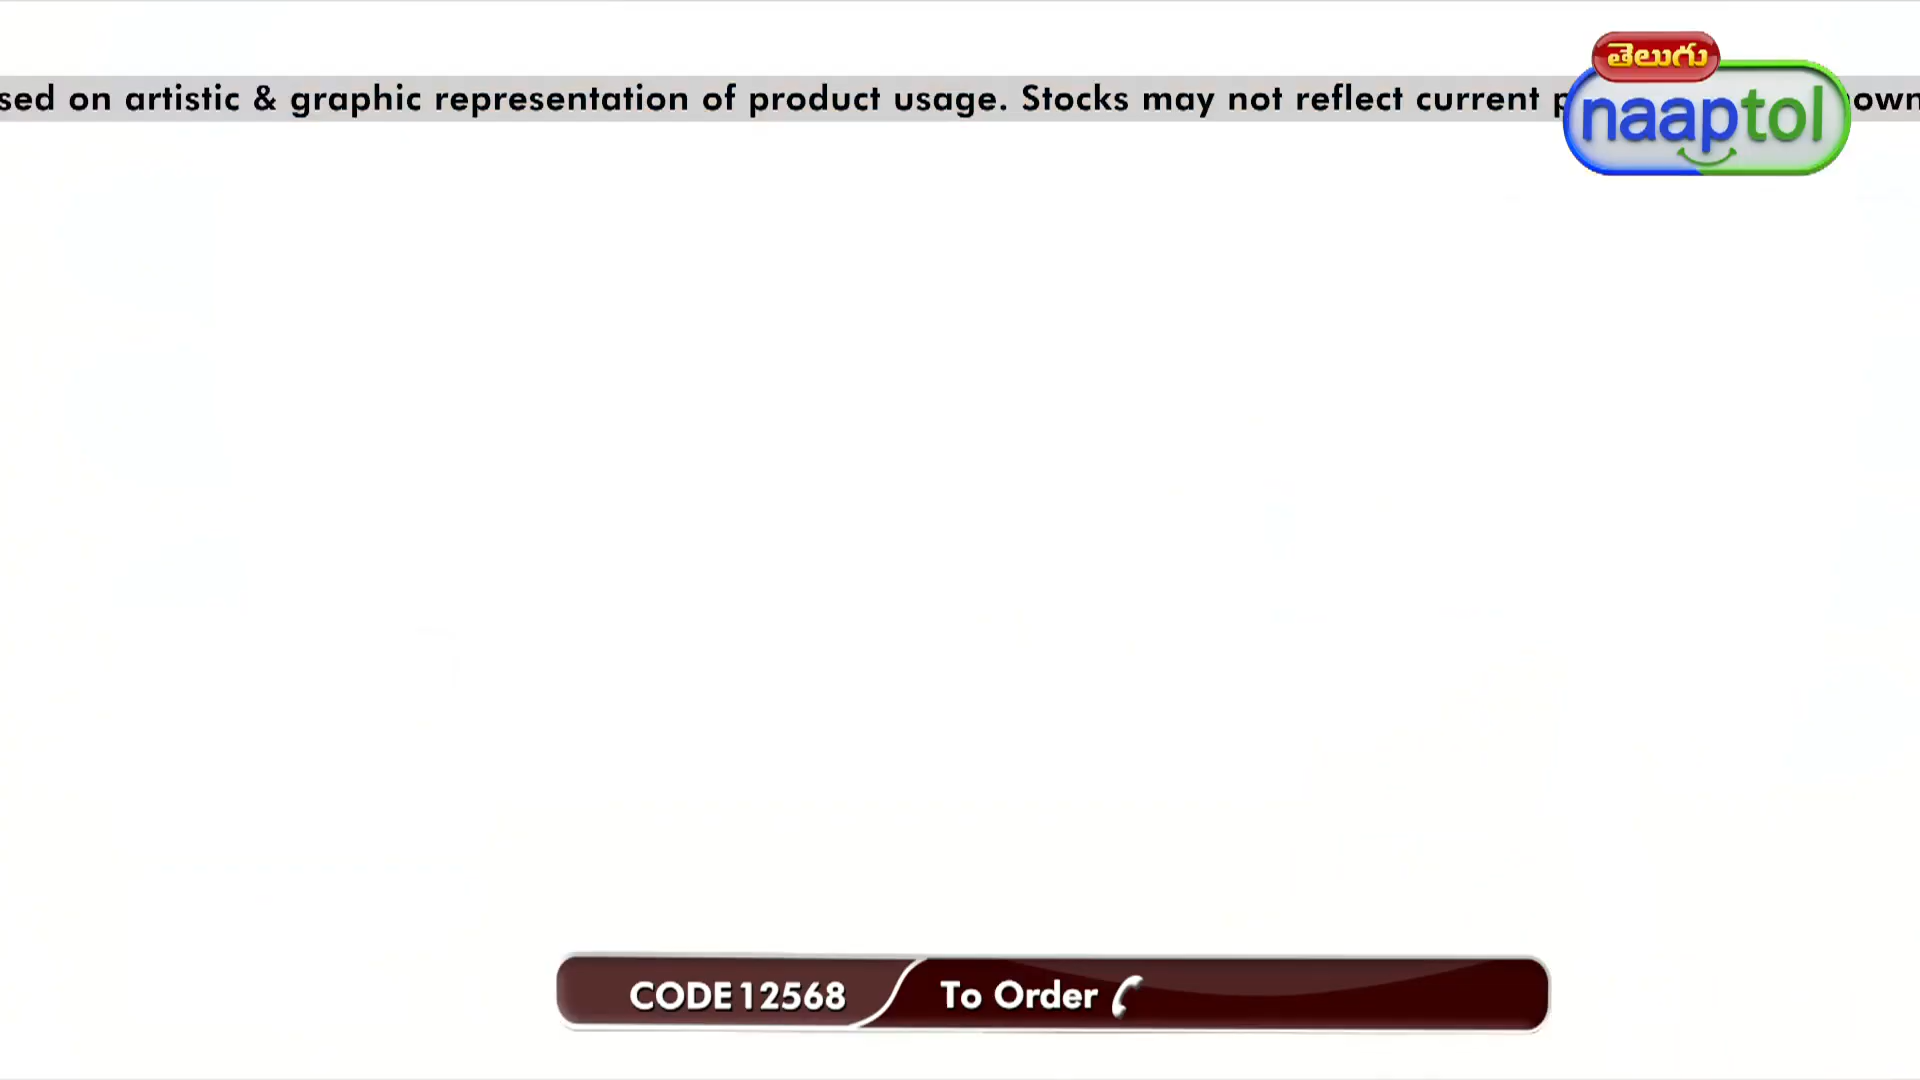 తెలుగు
sed on artistic & graphic representation of product usage. Stocks may not reflect current
naaptol
CODE 12568 To Order